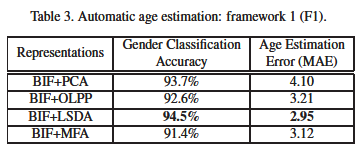 Table 3. Automatic age estimation: framework 1 (F1).
Representations Gender Classification Accuracy Age Estimation Error (MAE)
BIF+PCA 93.7% 4.10
BIF+OLPP 92.6% 3.21
BIF+LSDA 94.5% 2.95
BIF+MFA 91.4% 3.12